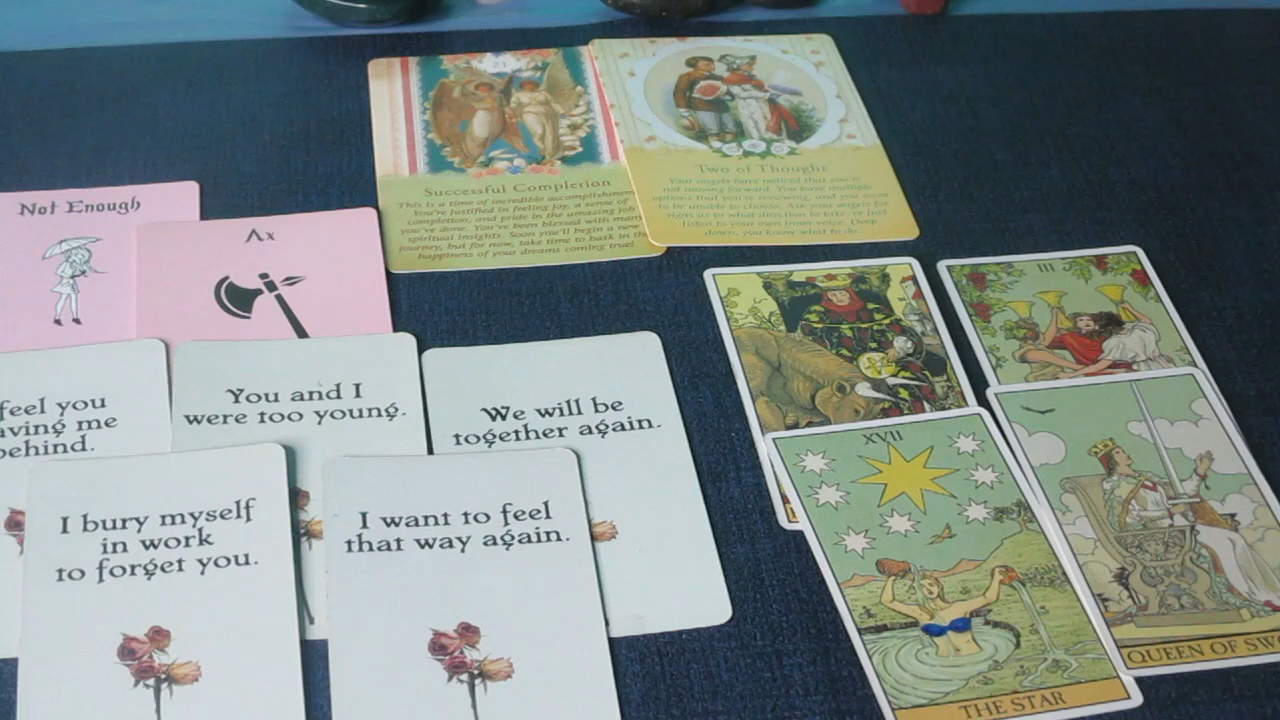 21
Successful Completion
This is a time of incredible accomplishment.
You're justified in feeling joy, a sense of
completion, and pride in the amazing job
you've done. You've been blessed with many
spiritual insights. Soon you'll begin a new
journey, but for now, take time to bask in the
happiness of your dreams coming true!
Two of Thought
Your angels have noticed that you're
not moving forward. You have multiple
options that you're reviewing, and you seem
to be unable to choose. Ask your angels for
signs as to what direction to take, or just
listen to your own inner voice. Deep
down, you know what to do.
Not Enough
Ax
feel you
aving me
behind.
You and I
were too young.
We will be
together again.
I bury myself
in work
to forget you.
I want to feel
that way again.
III
XVII
THE STAR
QUEEN OF SWO